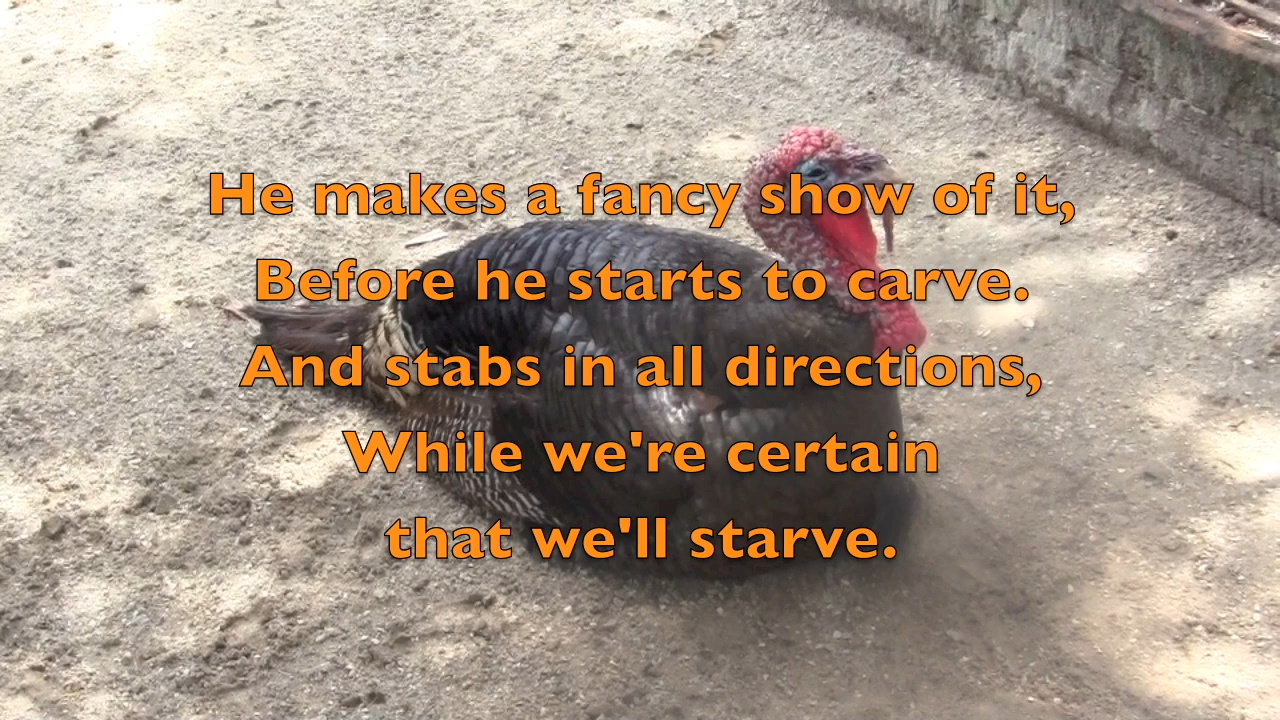 He makes a fancy show of it,
Before he starts to carve.
And stabs in all directions,
While we're certain
that we'll starve.